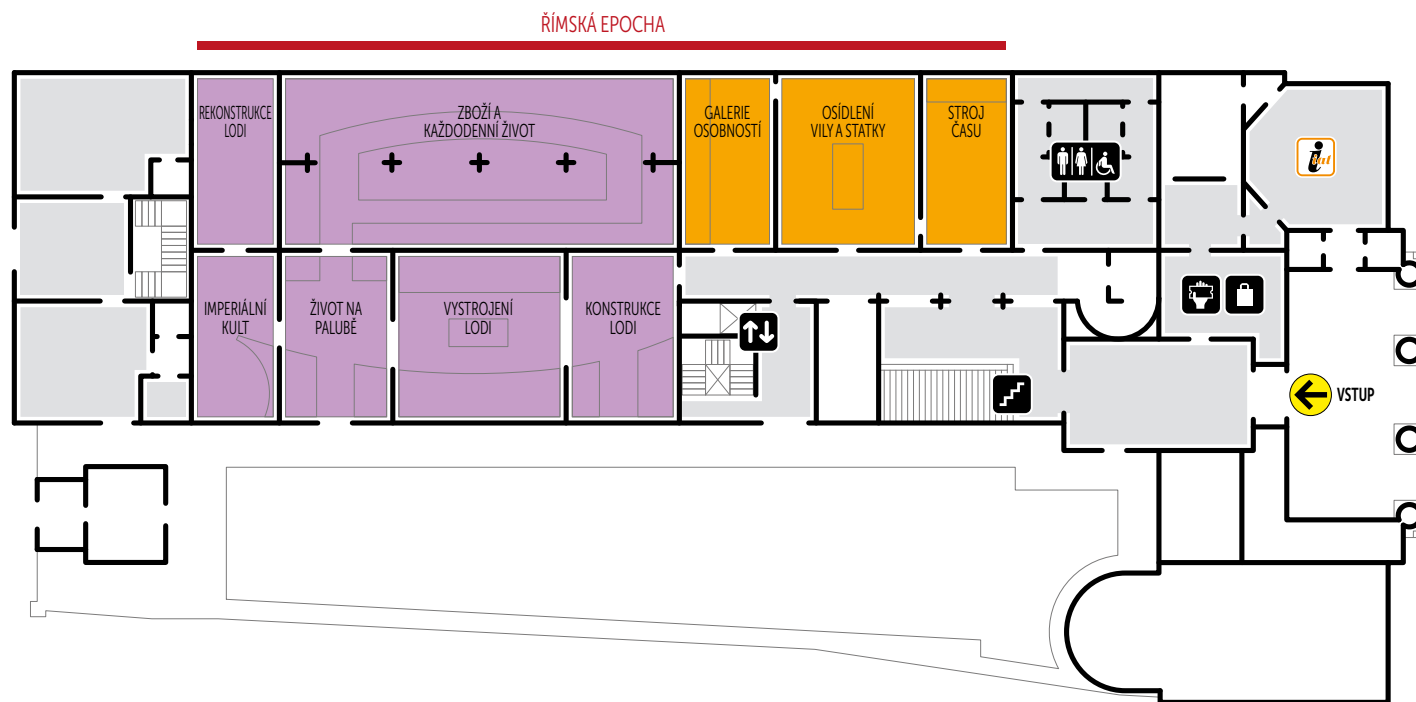 ŘÍMSKÁ EPOCHA
REKONSTRUKCE
LODI
ZBOŽÍ A
KAŽDODENNÍ ŽIVOT
GALERIE
OSOBNOSTÍ
OSÍDLENÍ
VILY A STATKY
STROJ
ČASU
i tat
IMPERIÁLNÍ
KULT
ŽIVOT NA
PALUBĚ
VYSTROJENÍ
LODI
KONSTRUKCE
LODI
VSTUP